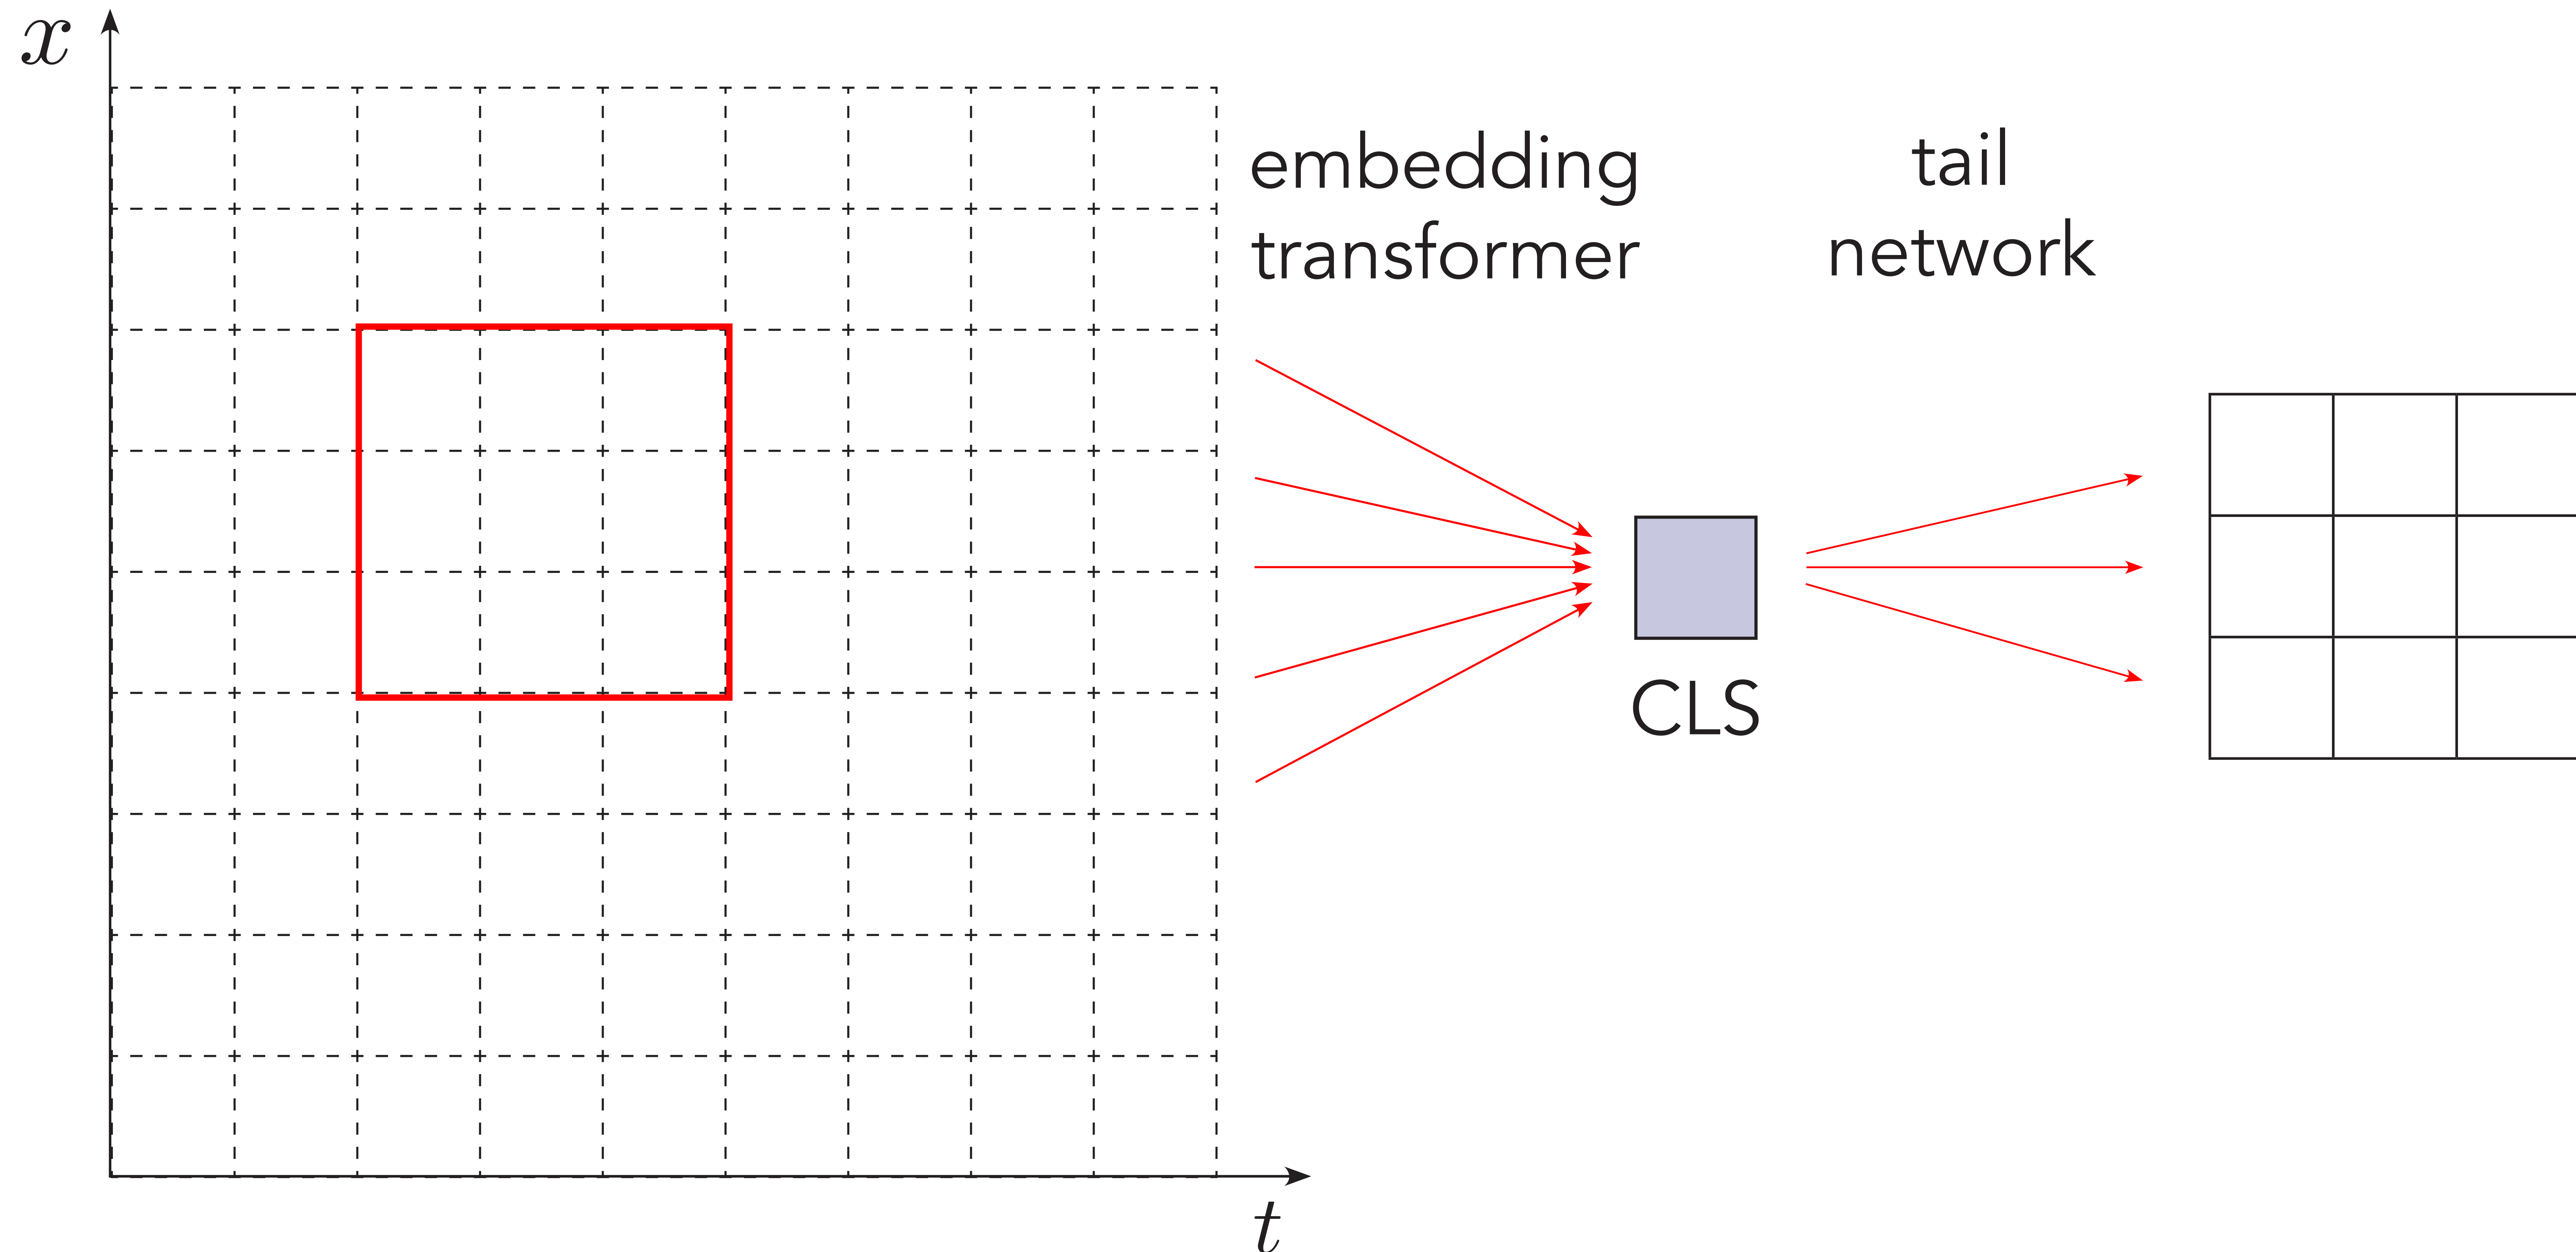 x
embedding
transformer
tail
network
CLS
t